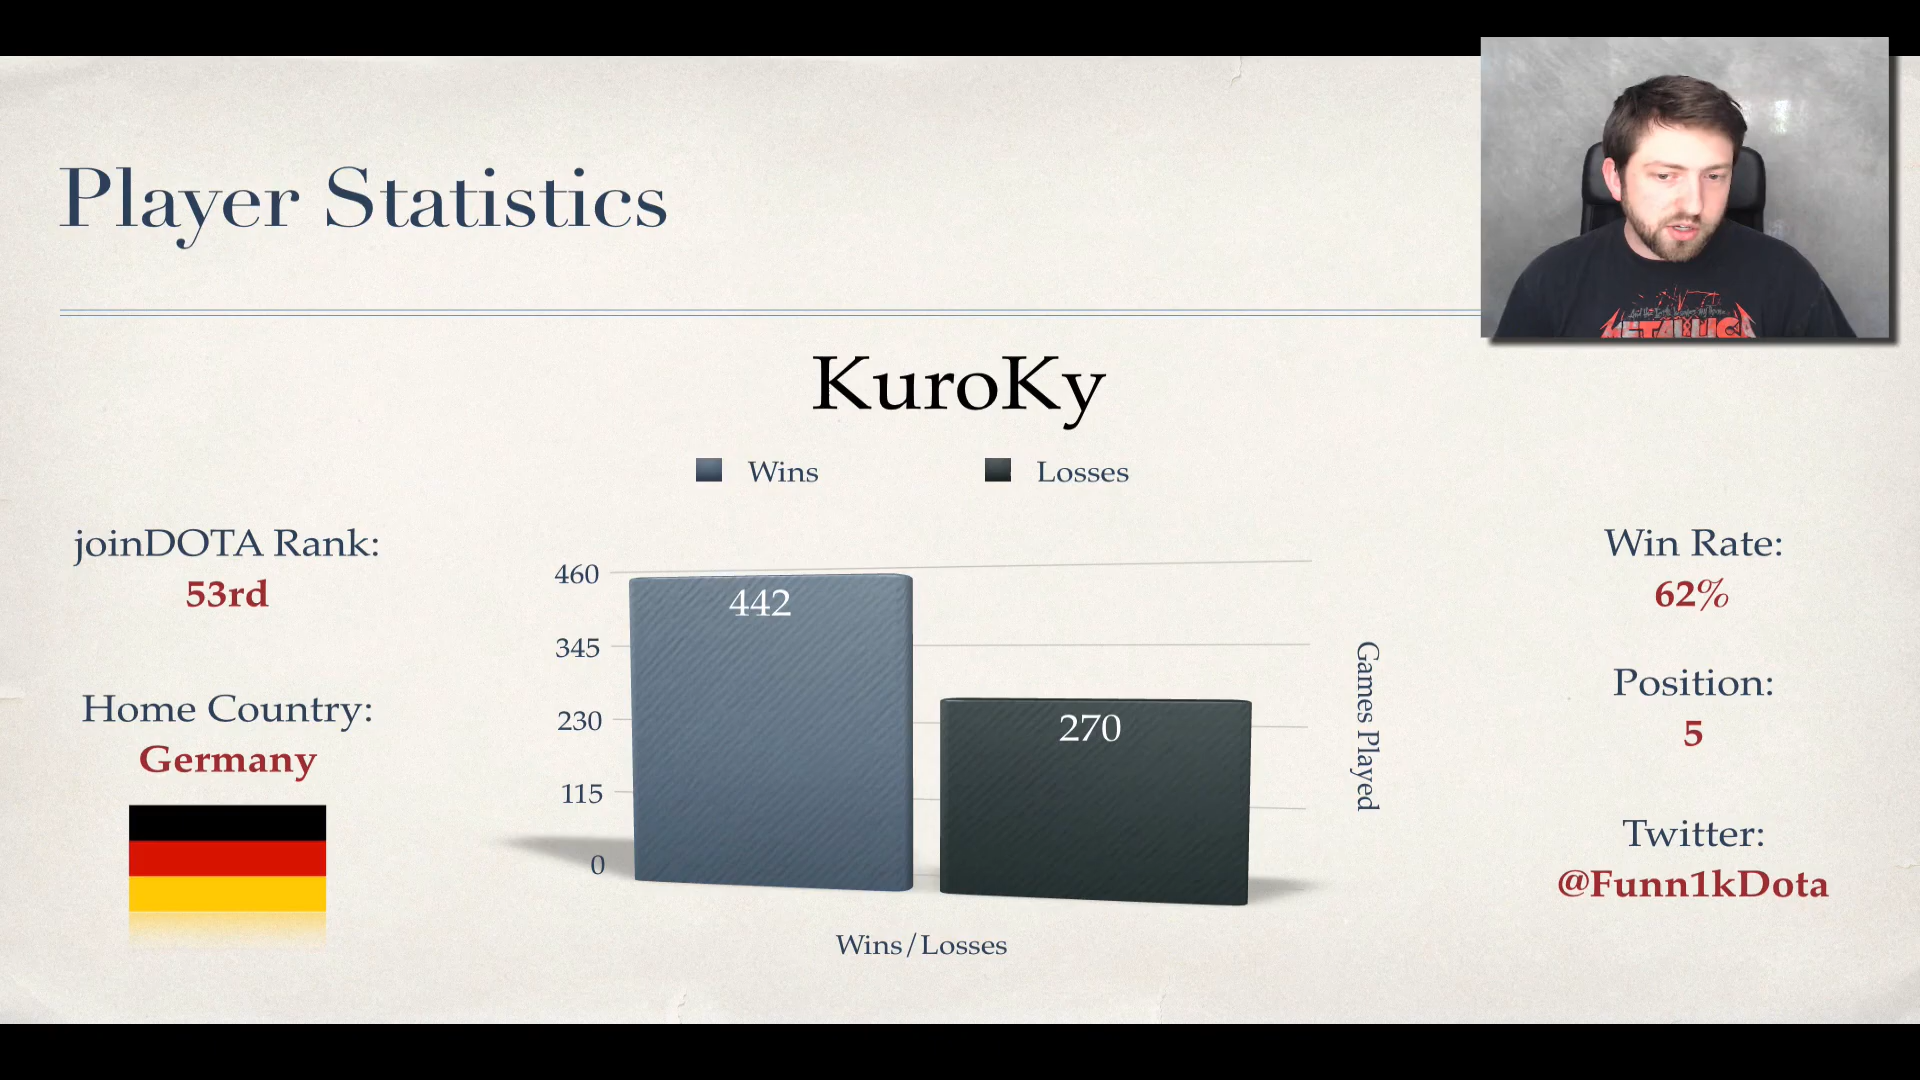 Player Statistics
METALLICA
KuroKy
Wins
Losses
joinDOTA Rank:
53rd
Home Country:
Germany
460
345
230
115
0
442
270
Games Played
Wins/Losses
Win Rate:
62%
Position:
5
Twitter:
@Funn1kDota